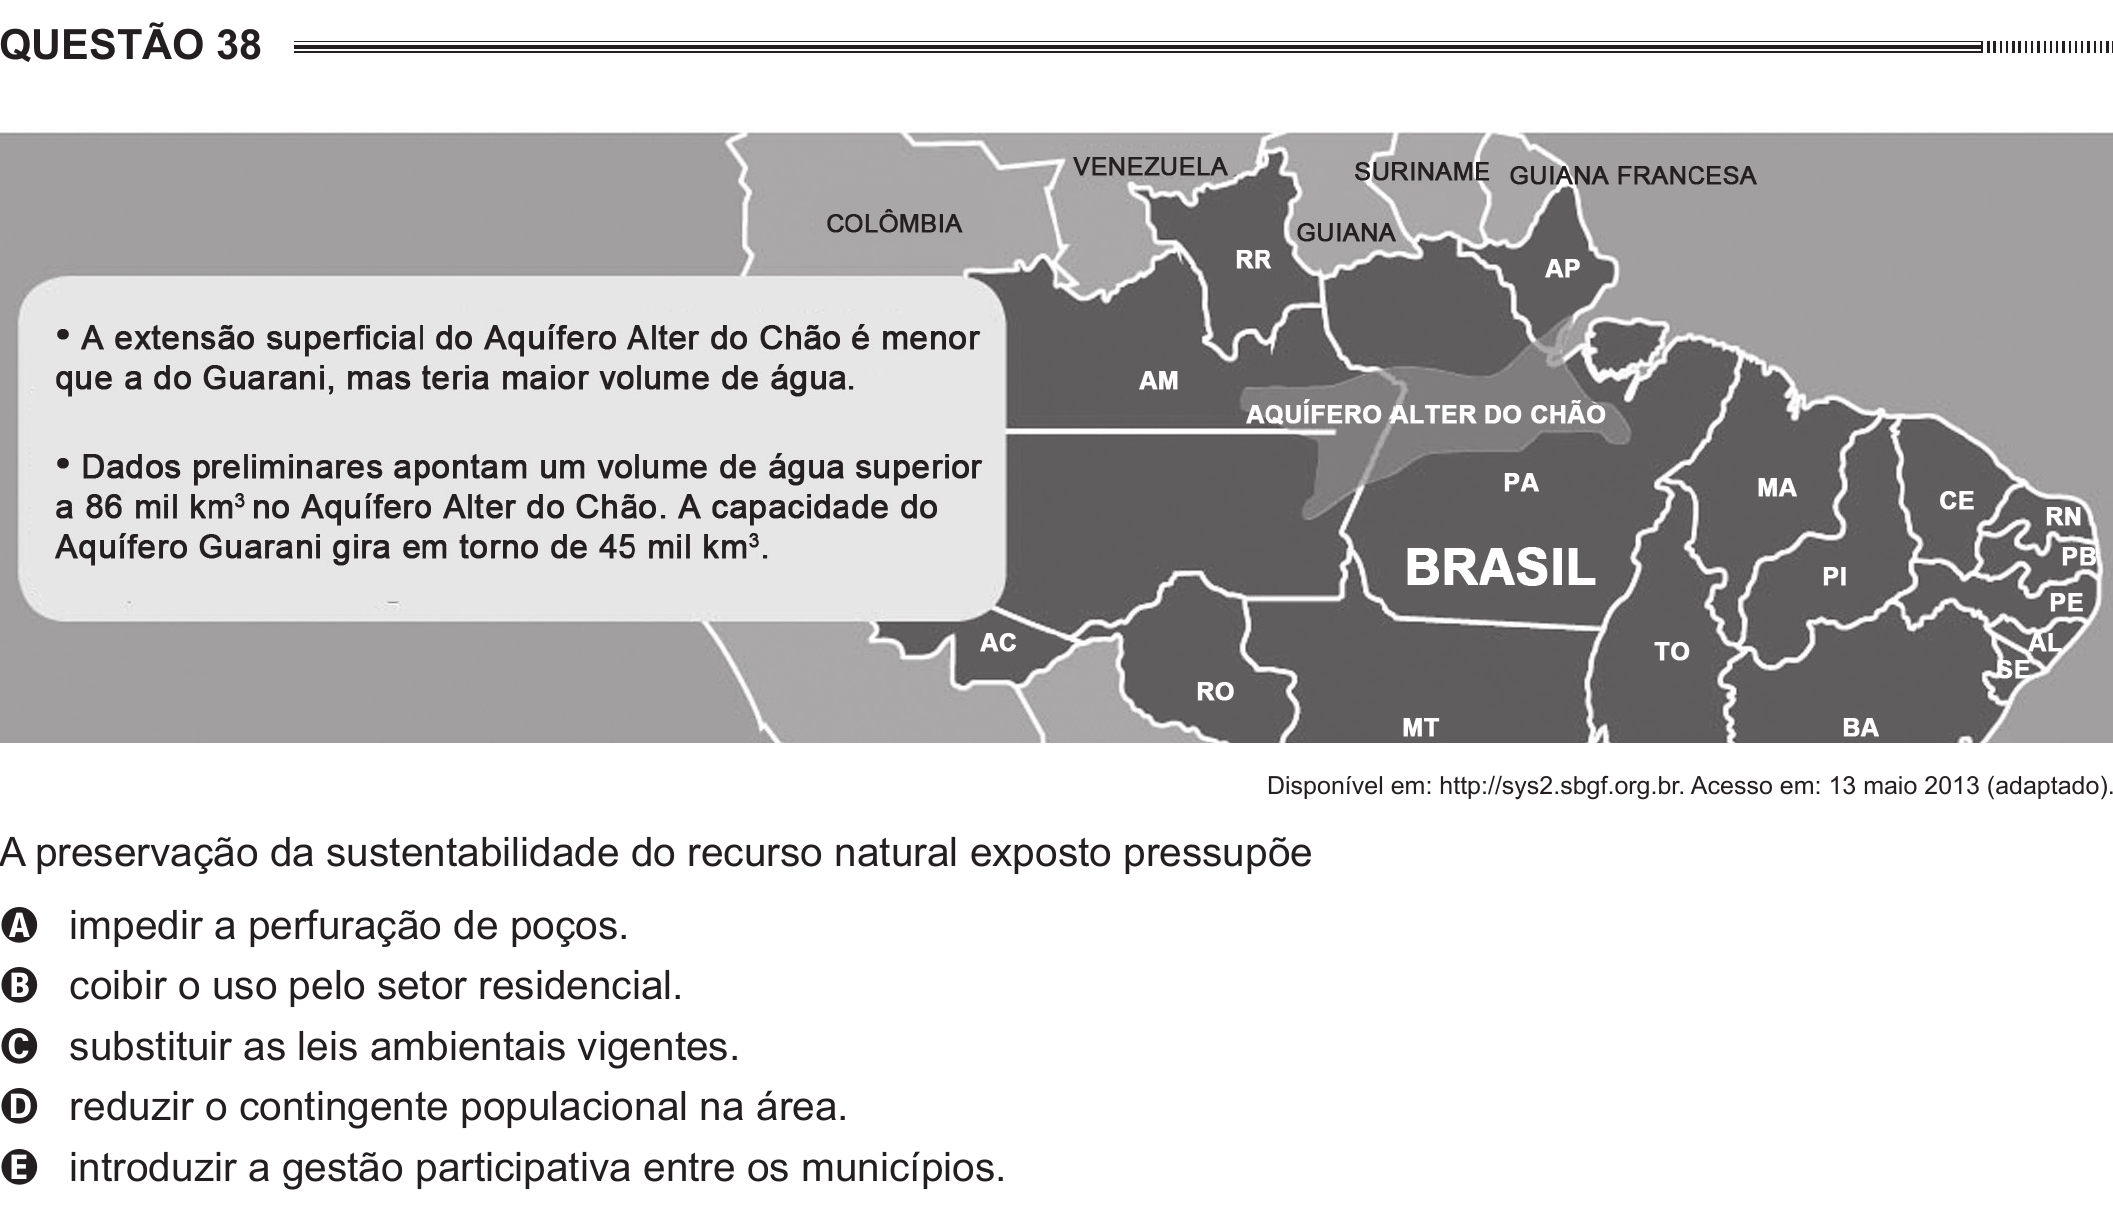 QUESTÃO 38
VENEZUELA
SURINAME
GUIANA FRANCESA
COLÔMBIA
GUIANA
RR
AP
• A extensão superficial do Aquífero Alter do Chão é menor
que a do Guarani, mas teria maior volume de água.
• Dados preliminares apontam um volume de água superior
a 86 mil km³ no Aquífero Alter do Chão. A capacidade do
Aquífero Guarani gira em torno de 45 mil km³.
AM
AQUÍFERO ALTER DO CHÃO
PA
MA
CE
RN
PB
BRASIL
PI
PE
AC
TO
AL
SE
RO
MT
BA
Disponível em: http://sys2.sbgf.org.br. Acesso em: 13 maio 2013 (adaptado).
A preservação da sustentabilidade do recurso natural exposto pressupõe
A impedir a perfuração de poços.
B coibir o uso pelo setor residencial.
C substituir as leis ambientais vigentes.
D reduzir o contingente populacional na área.
E introduzir a gestão participativa entre os municípios.